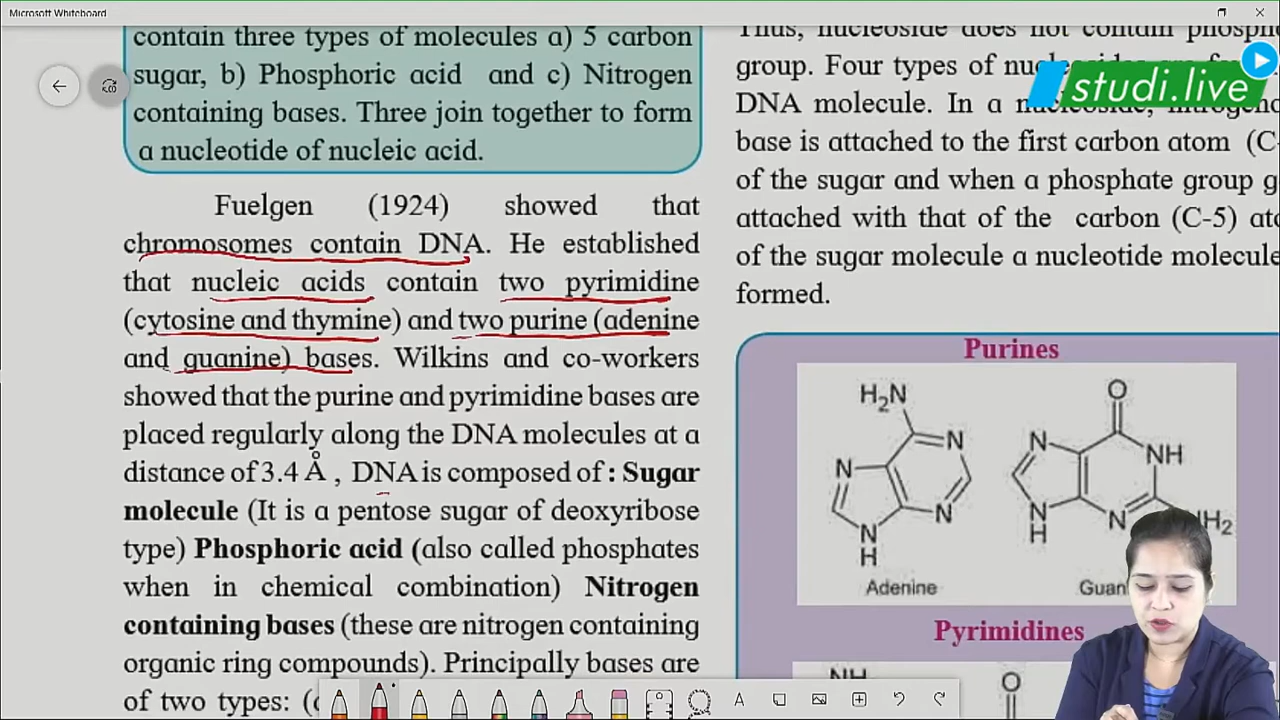 Microsoft Whiteboard
contain three types of molecules a) 5 carbon
sugar, b) Phosphoric acid and c) Nitrogen
containing bases. Three join together to form
a nucleotide of nucleic acid.
Fuelgen (1924) showed that
chromosomes contain DNA. He established
that nucleic acids contain two pyrimidine
(cytosine and thymine) and two purine (adenine
and guanine) bases. Wilkins and co-workers
showed that the purine and pyrimidine bases are
placed regularly along the DNA molecules at a
distance of 3.4 Å , DNA is composed of : Sugar
molecule (It is a pentose sugar of deoxyribose
type) Phosphoric acid (also called phosphates
when in chemical combination) Nitrogen
containing bases (these are nitrogen containing
organic ring compounds). Principally bases are
of two types:
Thus, nucleoside does not contain
group. Four types of
DNA molecule. In a
base is attached to the first carbon atom (C-
of the sugar and when a phosphate group
attached with that of the carbon (C-5)
of the sugar molecule a nucleotide molecule
formed.
studi.live
Purines
H2N
N
N
N
N
H
Adenine
O
N
NH
N
H
N
Pyrimidines
O
A